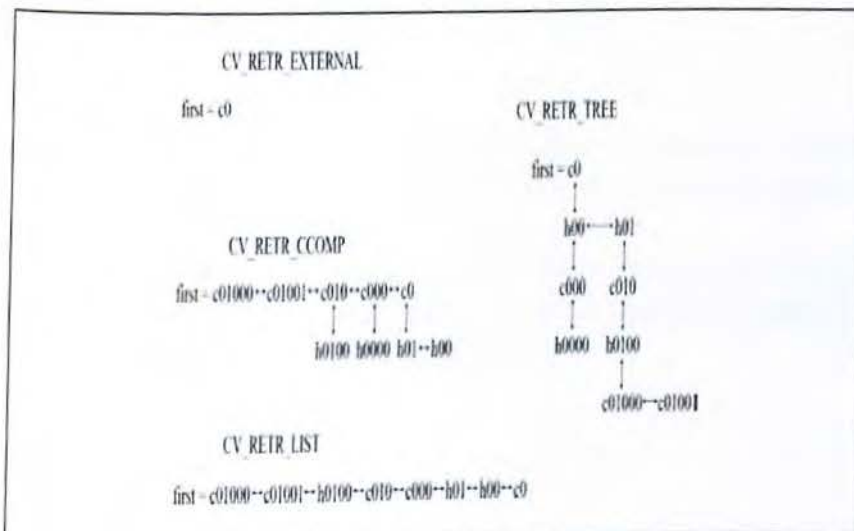 CV_RETR_EXTERNAL
first = c0
CV_RETR_CCOMP
first = c01000↔c01001↔c010↔c000↔c0
h0100 h0000 h01↔h00
CV_RETR_LIST
first = c01000↔c01001↔h0100↔c010↔c000↔h01↔h00↔c0
CV_RETR_TREE
first = c0
h00↔h01
c000 c010
h0000 h0100
c01000↔c01001